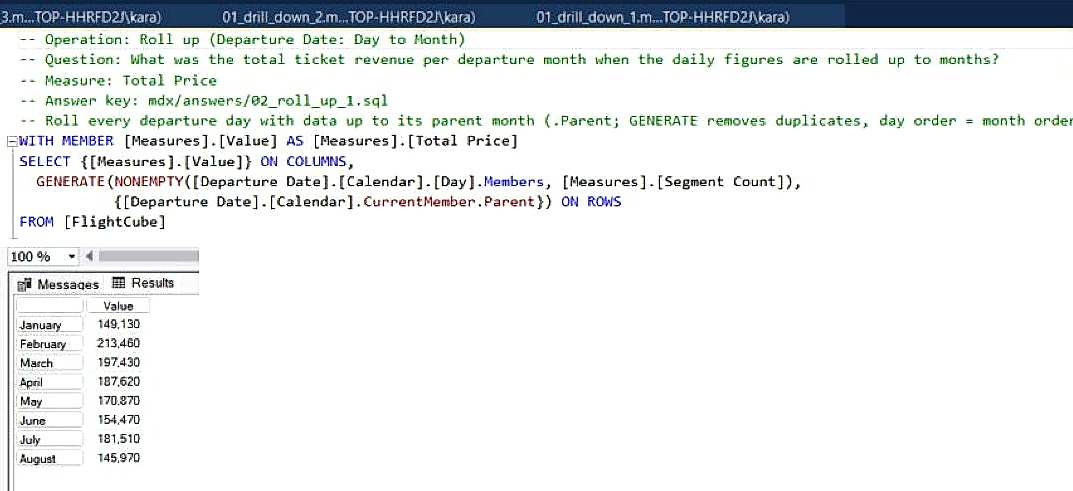 3.m...TOP-HHRFD2J\kara) 01_drill_down_2.m...TOP-HHRFD2J\kara) 01_drill_down_1.m...TOP-HHRFD2J\kara)
-- Operation: Roll up (Departure Date: Day to Month)
-- Question: What was the total ticket revenue per departure month when the daily figures are rolled up to months?
-- Measure: Total Price
-- Answer key: mdx/answers/02_roll_up_1.sql
-- Roll every departure day with data up to its parent month (.Parent; GENERATE removes duplicates, day order = month order
WITH MEMBER [Measures].[Value] AS [Measures].[Total Price]
SELECT {[Measures].[Value]} ON COLUMNS,
GENERATE(NONEMPTY([Departure Date].[Calendar].[Day].Members, [Measures].[Segment Count]),
{[Departure Date].[Calendar].CurrentMember.Parent}) ON ROWS
FROM [FlightCube]
100 %
Messages Results
Value
January 149,130
February 213,460
March 197,430
April 187,620
May 170,870
June 154,470
July 181,510
August 145,970